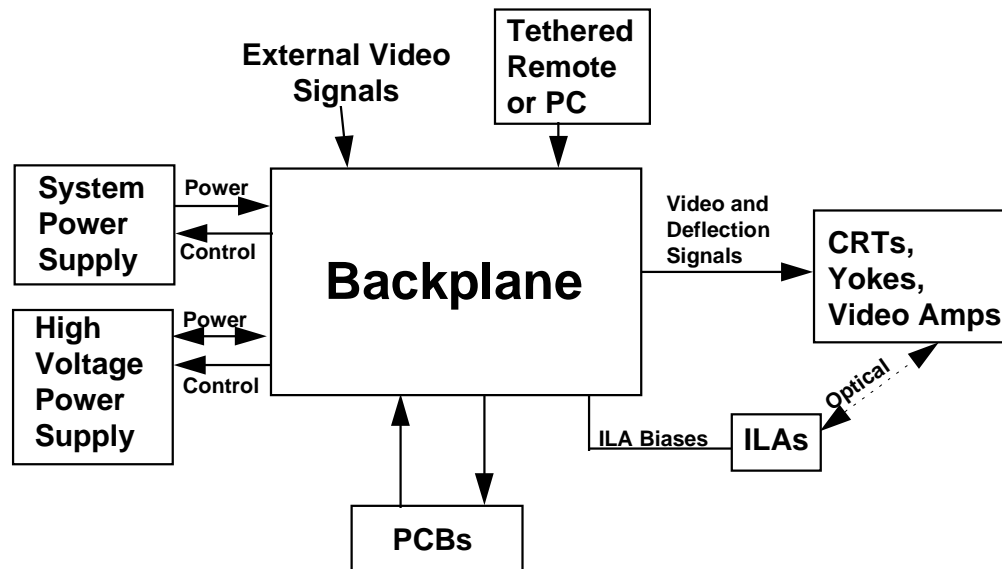 External Video
Signals
Tethered
Remote
or PC
System
Power
Supply
Power
Control
High
Voltage
Power
Supply
Power
Control
Backplane
Video and
Deflection
Signals
CRTs,
Yokes,
Video Amps
Optical
ILA Biases
ILAs
PCBs